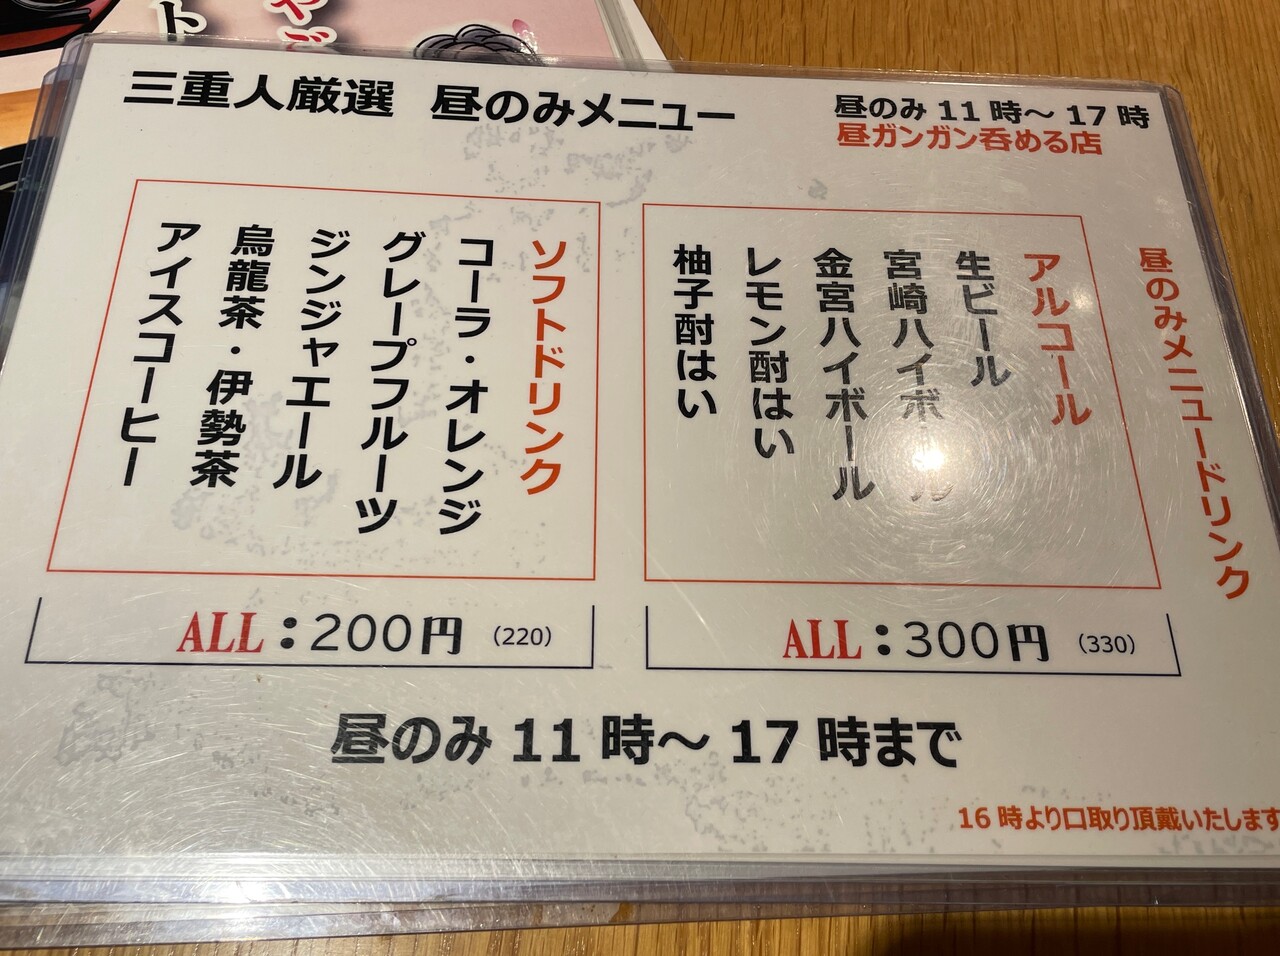 三重人厳選 昼のみメニュー
昼のみ 11 時～ 17 時
昼ガンガン呑める店
昼のみメニュードリンク
アルコール
生ビール
宮崎ハイボール
金宮ハイボール
レモン酎はい
柚子酎はい
ALL：300円 （330）
ソフトドリンク
コーラ・オレンジ
グレープフルーツ
ジンジャエール
烏龍茶・伊勢茶
アイスコーヒー
ALL：200円 （220）
昼のみ 11 時～ 17 時まで
16 時より口取り頂戴いたします